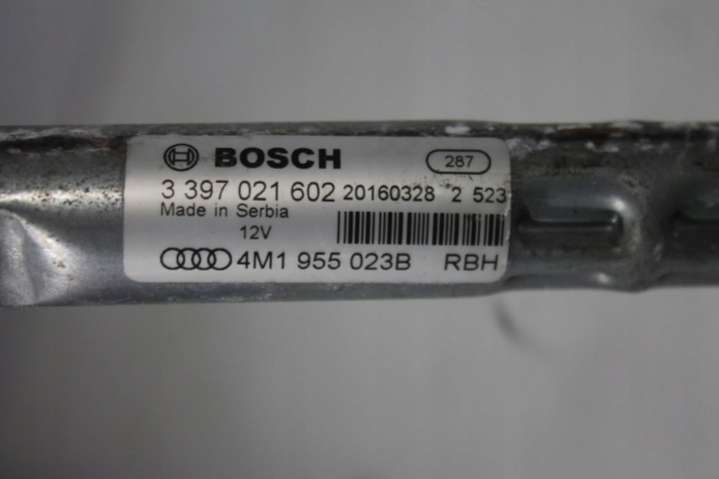 BOSCH 287
3 397 021 602 20160328 2 523
Made in Serbia
12V
4M1 955 023B RBH